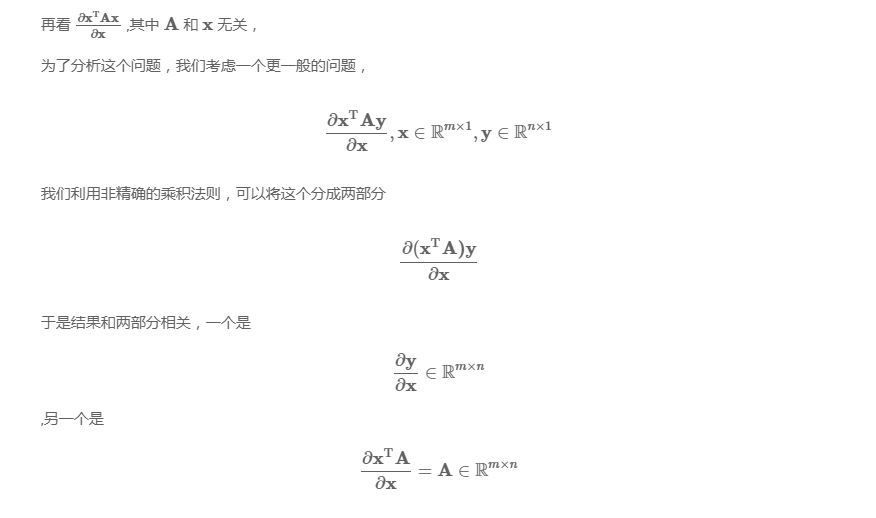 再看 $\frac{\partial \mathbf{x}^{\mathrm{T}} \mathbf{A} \mathbf{x}}{\partial \mathbf{x}}$ ,其中 $\mathbf{A}$ 和 $\mathbf{x}$ 无关，
为了分析这个问题，我们考虑一个更一般的问题，
$\frac{\partial \mathbf{x}^{\mathrm{T}} \mathbf{A} \mathbf{y}}{\partial \mathbf{x}}, \mathbf{x} \in \mathbb{R}^{m \times 1}, \mathbf{y} \in \mathbb{R}^{n \times 1}$
我们利用非精确的乘积法则，可以将这个分成两部分
$\frac{\partial (\mathbf{x}^{\mathrm{T}} \mathbf{A}) \mathbf{y}}{\partial \mathbf{x}}$
于是结果和两部分相关，一个是
$\frac{\partial \mathbf{y}}{\partial \mathbf{x}} \in \mathbb{R}^{m \times n}$
,另一个是
$\frac{\partial \mathbf{x}^{\mathrm{T}} \mathbf{A}}{\partial \mathbf{x}} = \mathbf{A} \in \mathbb{R}^{m \times n}$